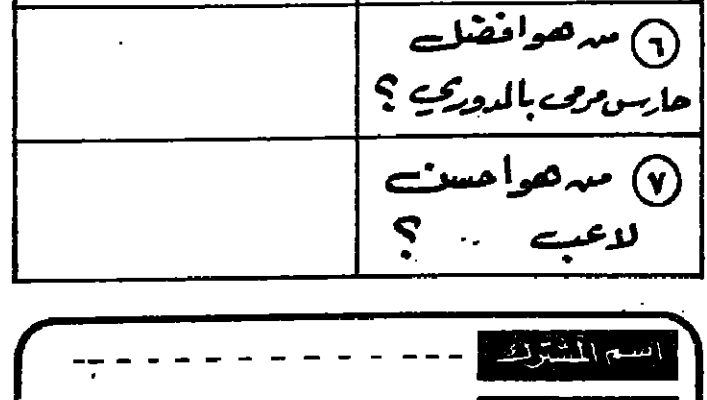 ٦ من هو افضل
حارس مرمى بالدوري ؟
٧ من هو احسن
لاعب .. ؟
اسم المشترك